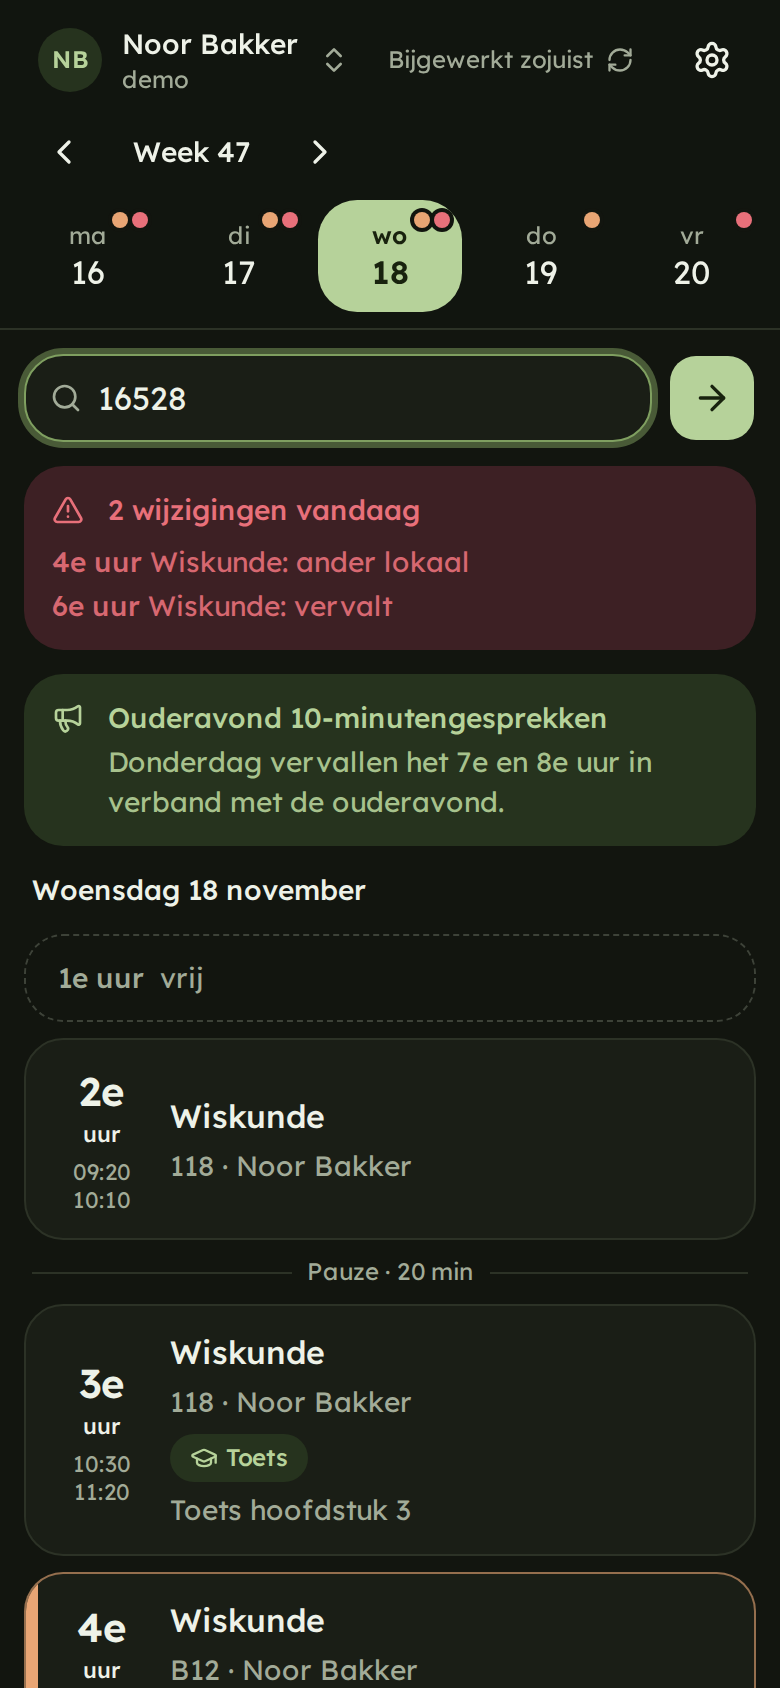 NB
Noor Bakker
demo
Bijgewerkt zojuist
Week 47
ma
16
di
17
wo
18
do
19
vr
20
16528
2 wijzigingen vandaag
4e uur Wiskunde: ander lokaal
6e uur Wiskunde: vervalt
Ouderavond 10-minutengesprekken
Donderdag vervallen het 7e en 8e uur in
verband met de ouderavond.
Woensdag 18 november
1e uur vrij
2e
uur
09:20
10:10
Wiskunde
118 · Noor Bakker
Pauze · 20 min
3e
uur
10:30
11:20
Wiskunde
118 · Noor Bakker
Toets
Toets hoofdstuk 3
4e
uur
Wiskunde
B12 · Noor Bakker